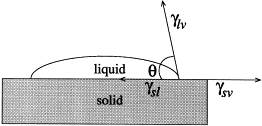 γlv
liquid θ
γsl γsv
solid